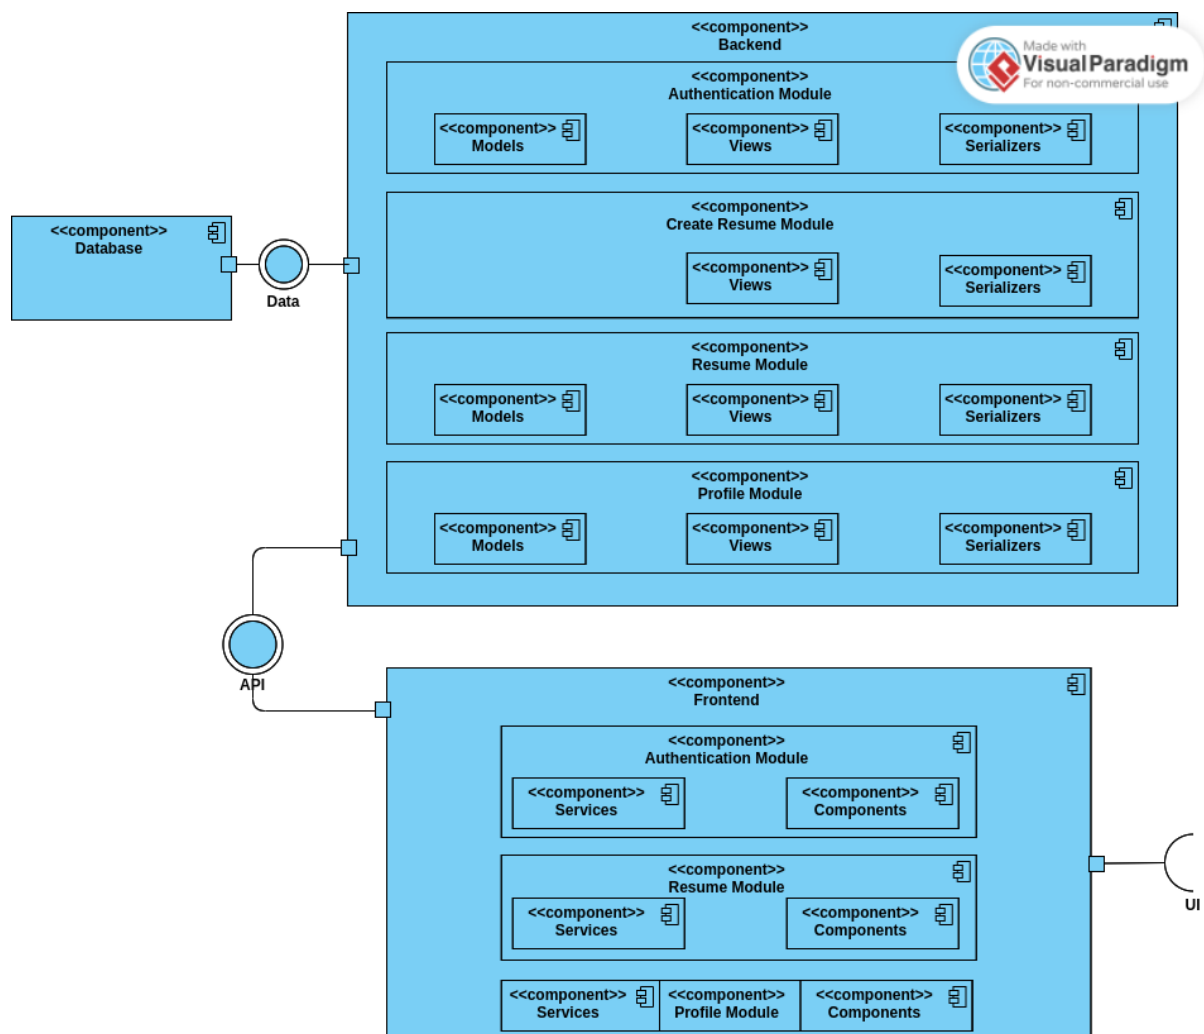 <<component>>
Backend
Made with
VisualParadigm
For non-commercial use
<<component>>
Authentication Module
<<component>>
Models
<<component>>
Views
<<component>>
Serializers
<<component>>
Database
Data
<<component>>
Create Resume Module
<<component>>
Views
<<component>>
Serializers
<<component>>
Resume Module
<<component>>
Models
<<component>>
Views
<<component>>
Serializers
<<component>>
Profile Module
<<component>>
Models
<<component>>
Views
<<component>>
Serializers
API
<<component>>
Frontend
<<component>>
Authentication Module
<<component>>
Services
<<component>>
Components
<<component>>
Resume Module
<<component>>
Services
<<component>>
Components
UI
<<component>>
Services
<<component>>
Profile Module
<<component>>
Components